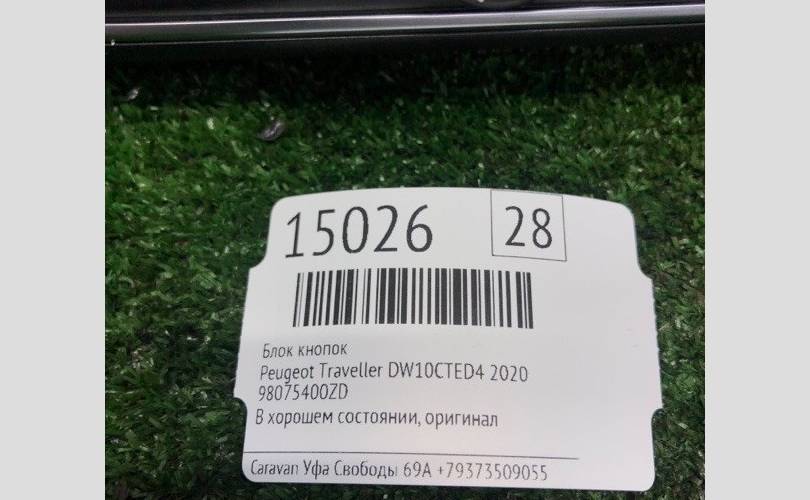 15026 28
Блок кнопок
Peugeot Traveller DW10CTED4 2020
98075400ZD
В хорошем состоянии, оригинал
Caravan Уфа Свободы 69А +79373509055